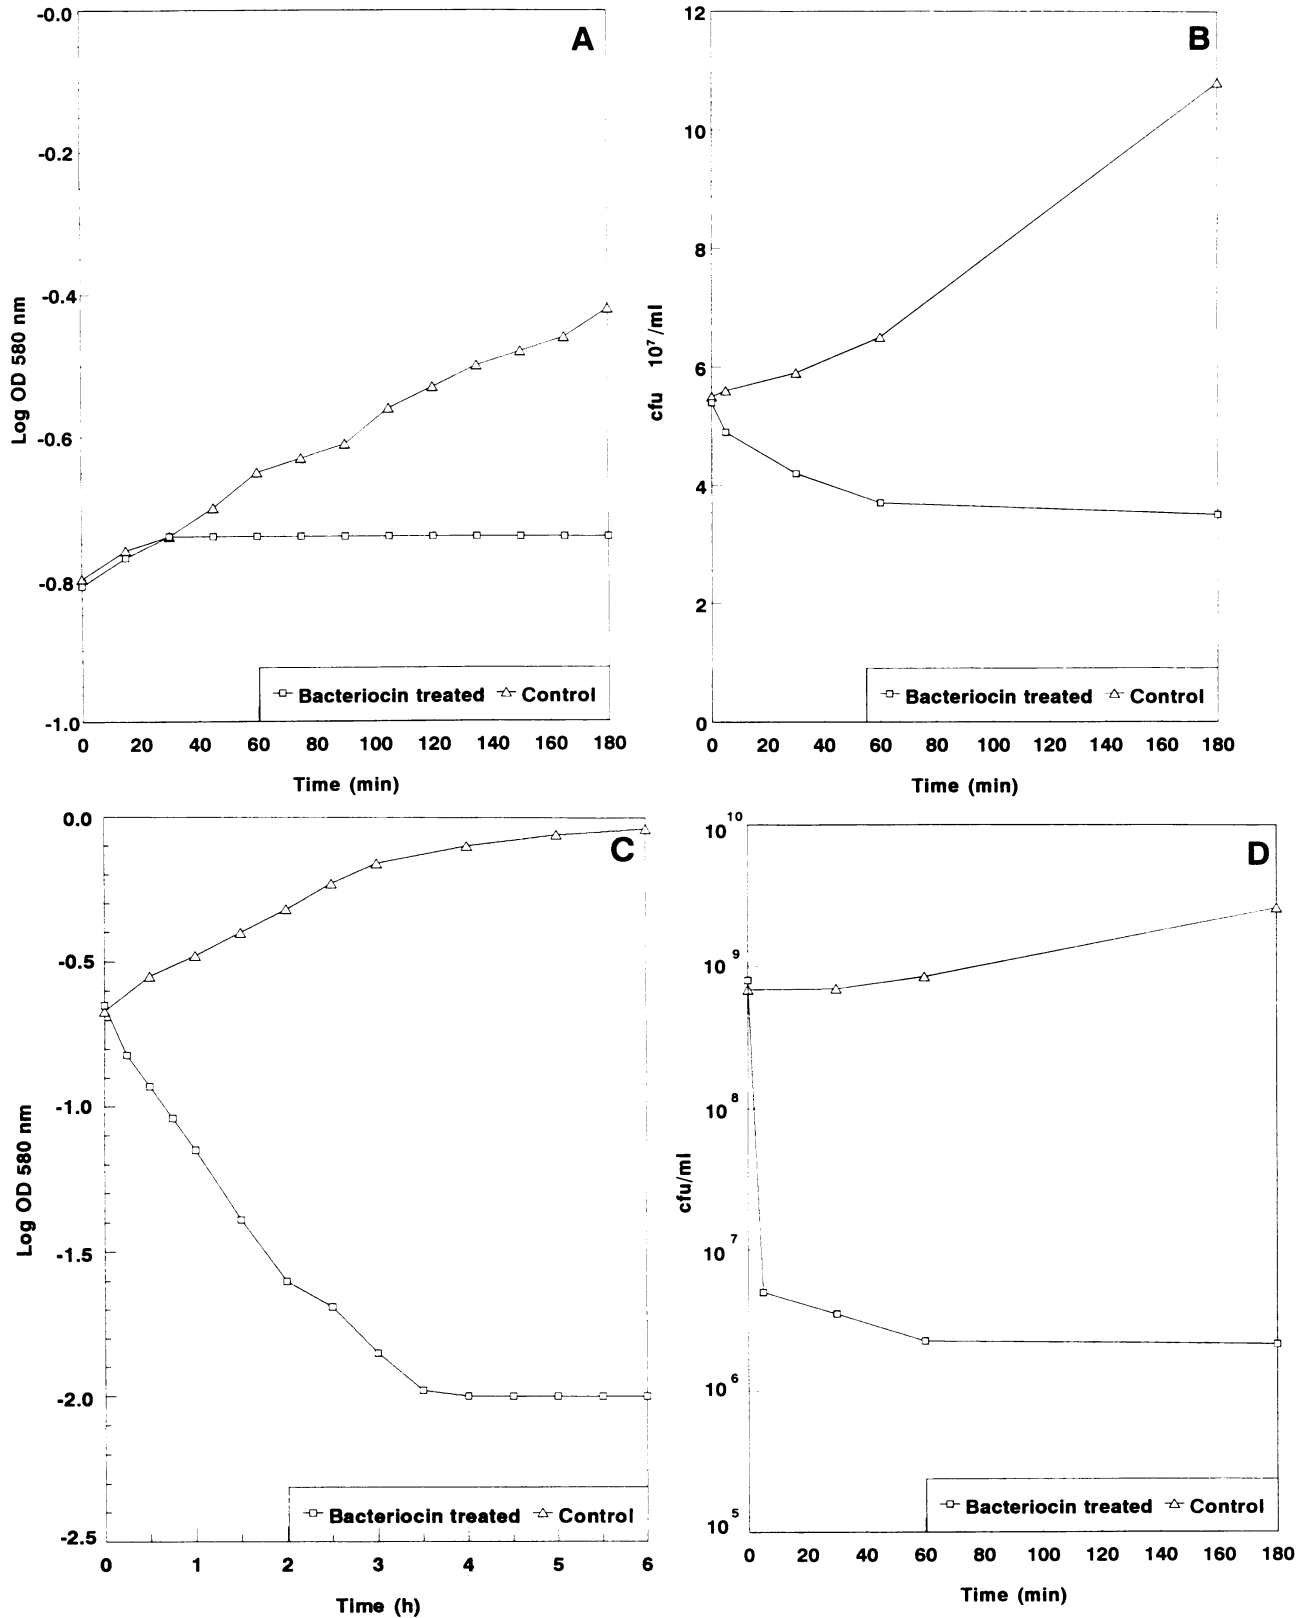 A
-0.0
-0.2
-0.4
-0.6
-0.8
-1.0
Log OD 580 nm
Bacteriocin treated Control
0 20 40 60 80 100 120 140 160 180
Time (min)
B
12
10
8
6
4
2
0
cfu 10⁷/ml
Bacteriocin treated Control
0 20 40 60 80 100 120 140 160 180
Time (min)
C
0.0
-0.5
-1.0
-1.5
-2.0
-2.5
Log OD 580 nm
Bacteriocin treated Control
0 1 2 3 4 5 6
Time (h)
D
10¹⁰
10⁹
10⁸
10⁷
10⁶
10⁵
cfu/ml
Bacteriocin treated Control
0 20 40 60 80 100 120 140 160 180
Time (min)